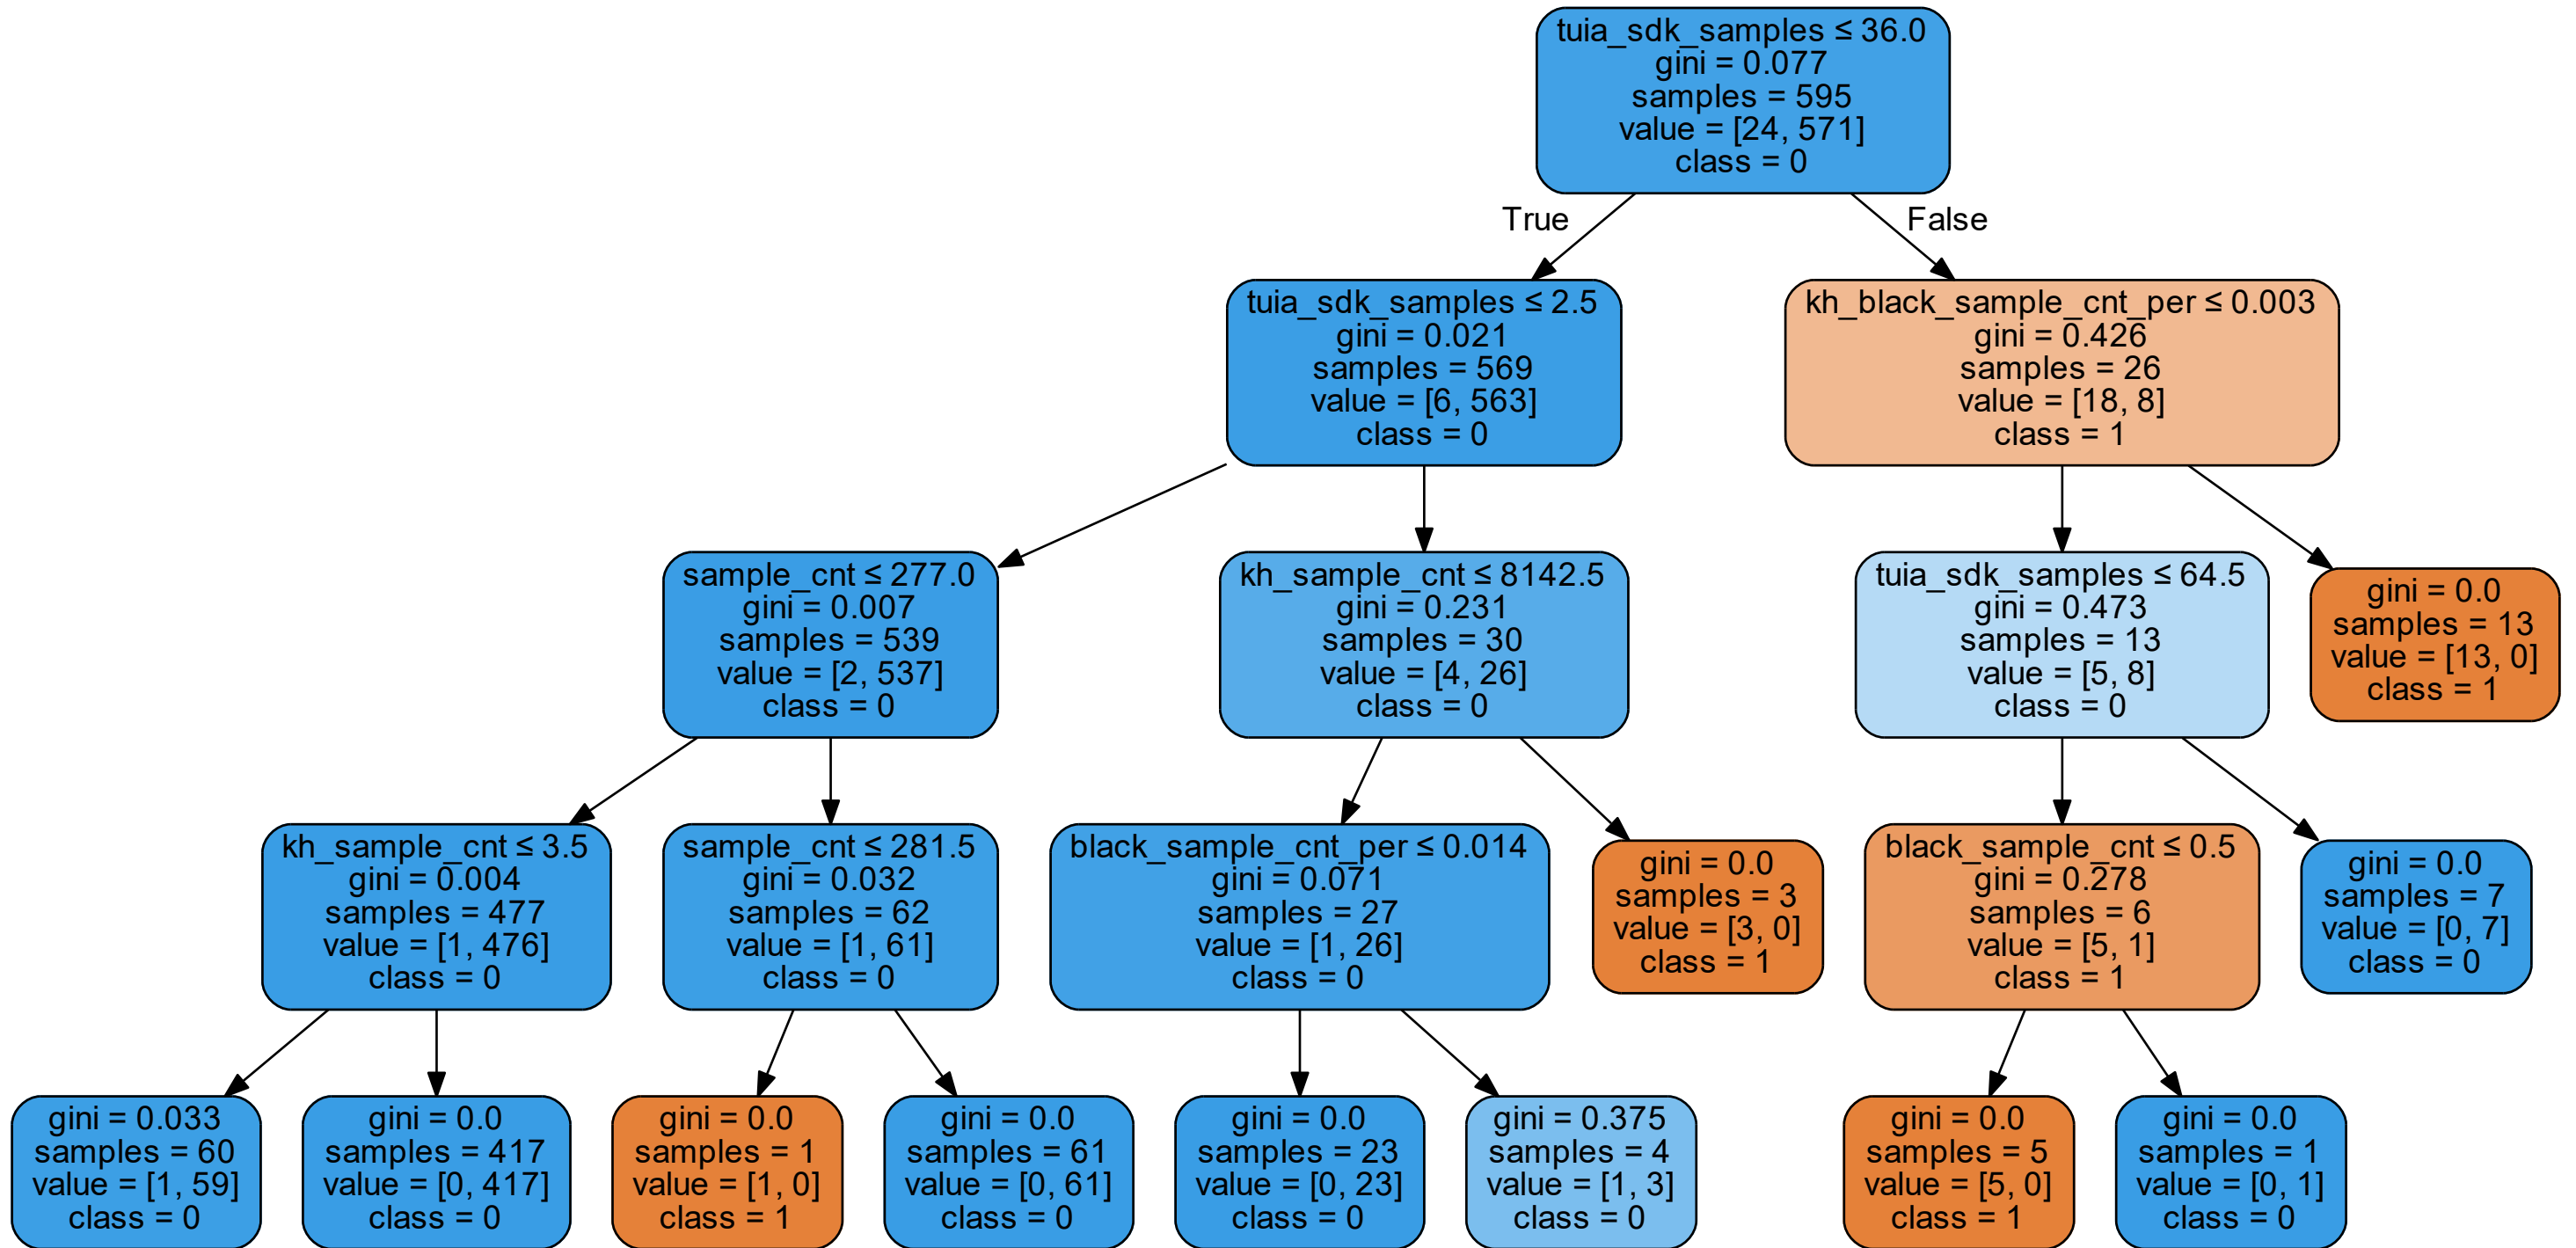 tuia_sdk_samples ≤ 36.0
gini = 0.077
samples = 595
value = [24, 571]
class = 0
True
False
tuia_sdk_samples ≤ 2.5
gini = 0.021
samples = 569
value = [6, 563]
class = 0
kh_black_sample_cnt_per ≤ 0.003
gini = 0.426
samples = 26
value = [18, 8]
class = 1
sample_cnt ≤ 277.0
gini = 0.007
samples = 539
value = [2, 537]
class = 0
kh_sample_cnt ≤ 8142.5
gini = 0.231
samples = 30
value = [4, 26]
class = 0
tuia_sdk_samples ≤ 64.5
gini = 0.473
samples = 13
value = [5, 8]
class = 0
gini = 0.0
samples = 13
value = [13, 0]
class = 1
kh_sample_cnt ≤ 3.5
gini = 0.004
samples = 477
value = [1, 476]
class = 0
sample_cnt ≤ 281.5
gini = 0.032
samples = 62
value = [1, 61]
class = 0
black_sample_cnt_per ≤ 0.014
gini = 0.071
samples = 27
value = [1, 26]
class = 0
gini = 0.0
samples = 3
value = [3, 0]
class = 1
black_sample_cnt ≤ 0.5
gini = 0.278
samples = 6
value = [5, 1]
class = 1
gini = 0.0
samples = 7
value = [0, 7]
class = 0
gini = 0.033
samples = 60
value = [1, 59]
class = 0
gini = 0.0
samples = 417
value = [0, 417]
class = 0
gini = 0.0
samples = 1
value = [1, 0]
class = 1
gini = 0.0
samples = 61
value = [0, 61]
class = 0
gini = 0.0
samples = 23
value = [0, 23]
class = 0
gini = 0.375
samples = 4
value = [1, 3]
class = 0
gini = 0.0
samples = 5
value = [5, 0]
class = 1
gini = 0.0
samples = 1
value = [0, 1]
class = 0